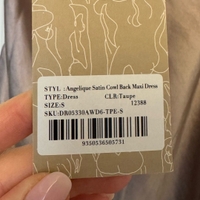 STYL : Angelique Satin Cowl Back Maxi Dress
TYPE:Dress CLR:Taupe
SIZE:S 12388
SKU:DR05330AWD6-TPE-S
9350536505731